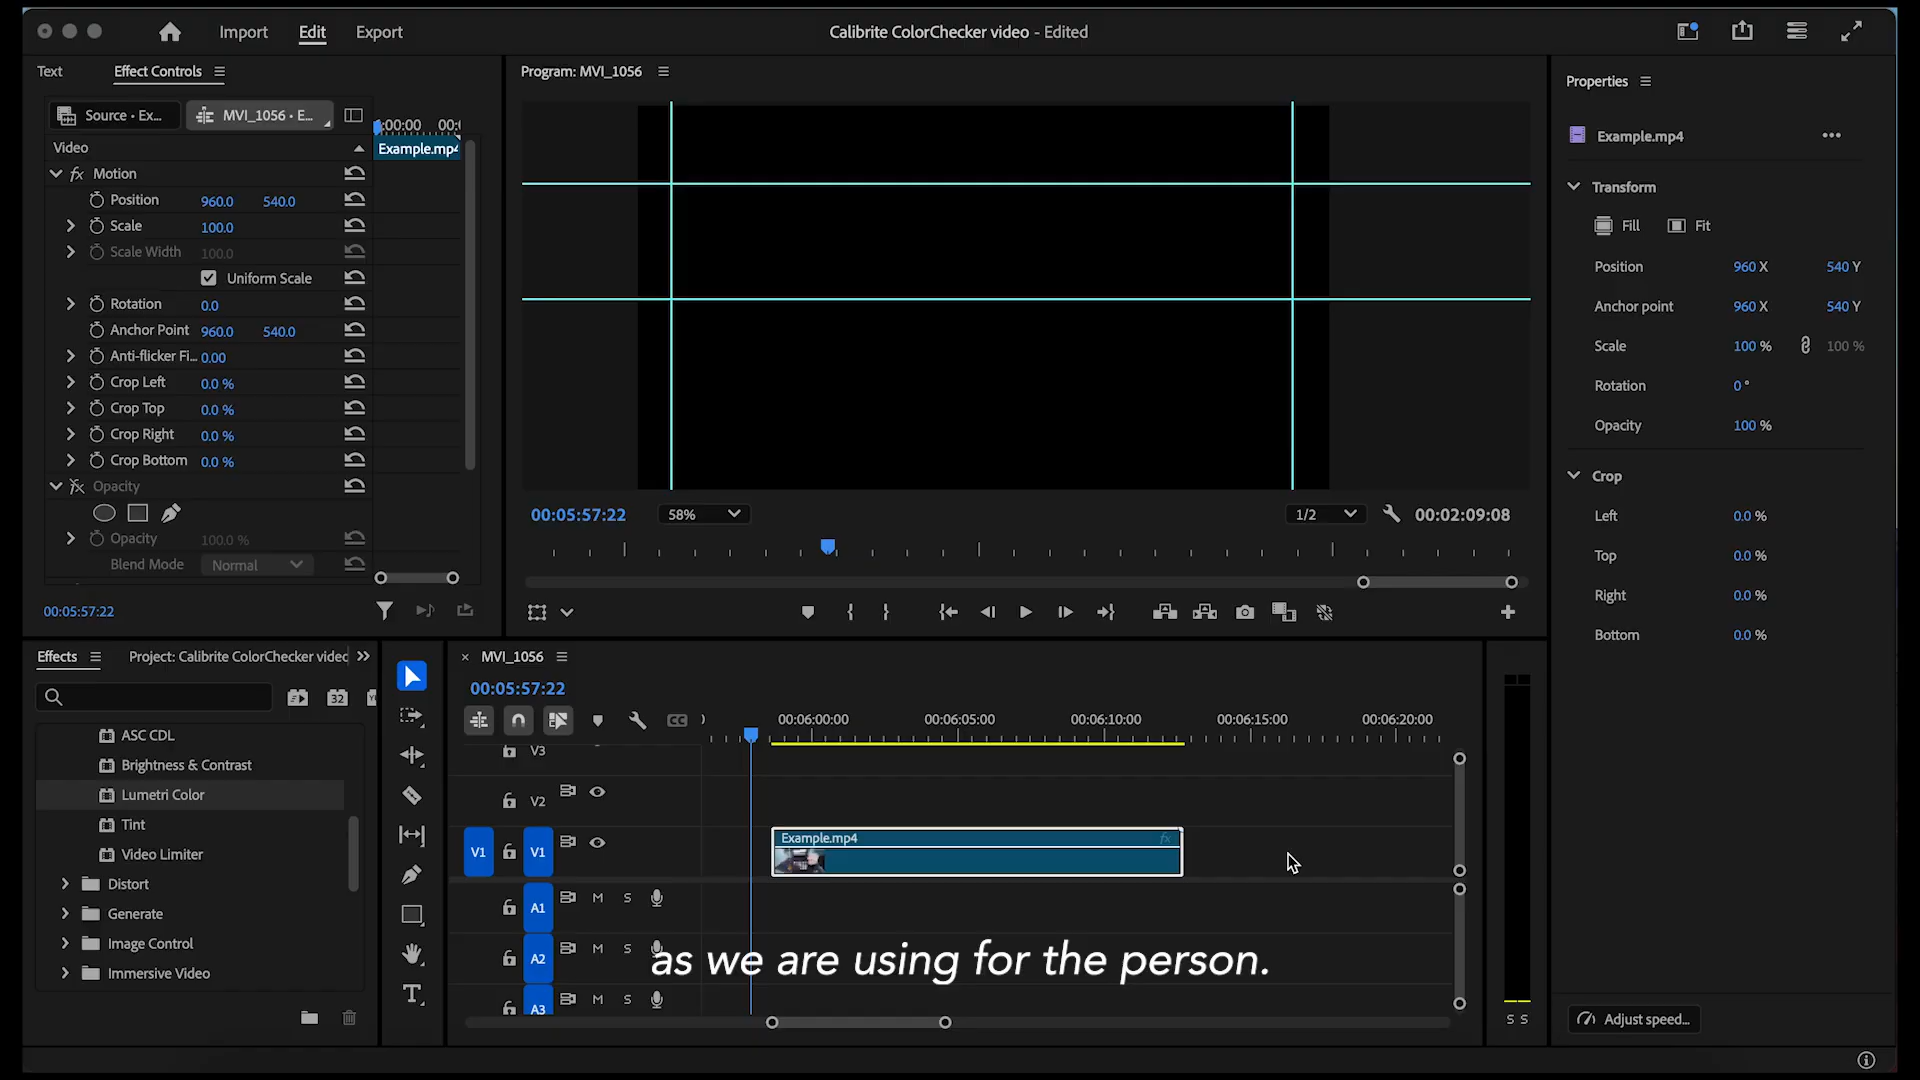 Import
Edit
Export
Calibrite ColorChecker video - Edited
Text
Effect Controls
Source • Ex...
MVI_1056 • E...
:00:00
00:(
Video
Example.mp4
fx Motion
Position 960.0 540.0
Scale 100.0
Scale Width 100.0
Uniform Scale
Rotation 0.0
Anchor Point 960.0 540.0
Anti-flicker Fi... 0.00
Crop Left 0.0 %
Crop Top 0.0 %
Crop Right 0.0 %
Crop Bottom 0.0 %
fx Opacity
Opacity 100.0 %
Blend Mode Normal
00:05:57:22
Program: MVI_1056
00:05:57:22
58%
1/2
00:02:09:08
Properties
Example.mp4
Transform
Fill
Fit
Position 960 X 540 Y
Anchor point 960 X 540 Y
Scale 100 % 100 %
Rotation 0 °
Opacity 100 %
Crop
Left 0.0 %
Top 0.0 %
Right 0.0 %
Bottom 0.0 %
Adjust speed...
Effects
Project: Calibrite ColorChecker video
32
ASC CDL
Brightness & Contrast
Lumetri Color
Tint
Video Limiter
Distort
Generate
Image Control
Immersive Video
MVI_1056
00:05:57:22
CC
00:06:00:00
00:06:05:00
00:06:10:00
00:06:15:00
00:06:20:00
V3
V2
V1 V1
Example.mp4 fx
A1 M S
A2 M S
A3 M S
as we are using for the person.
S S